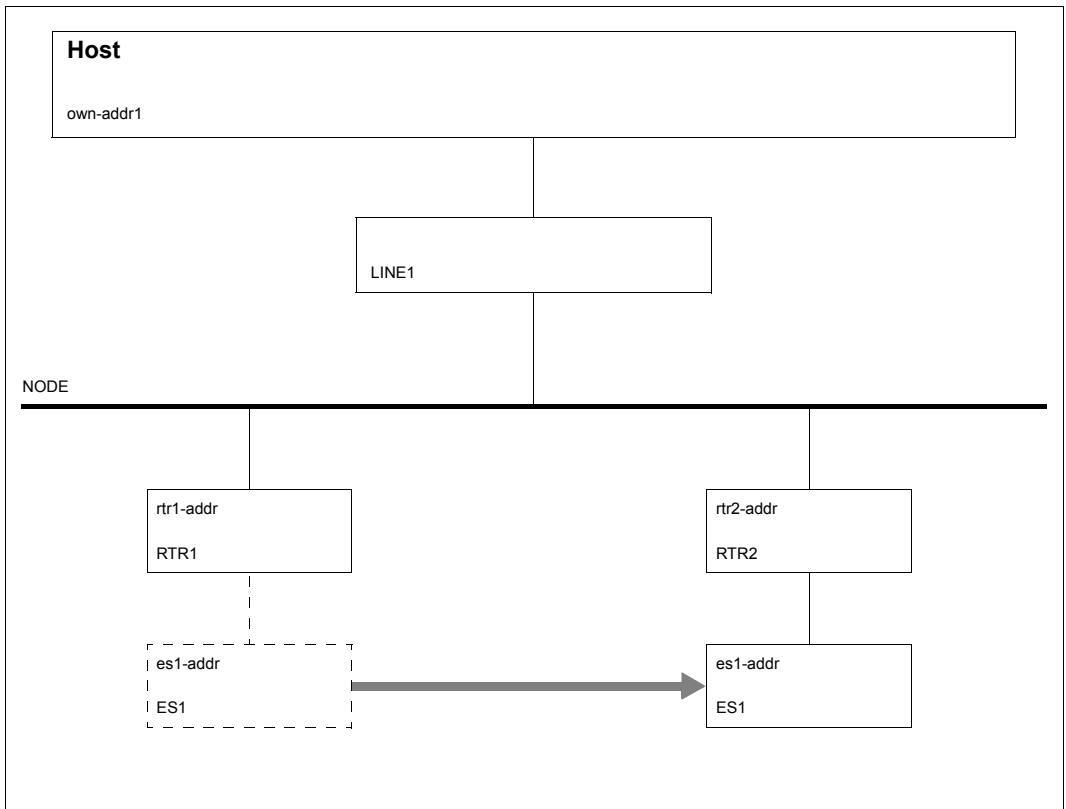 Host
own-addr1
LINE1
NODE
rtr1-addr
RTR1
rtr2-addr
RTR2
es1-addr
ES1
es1-addr
ES1